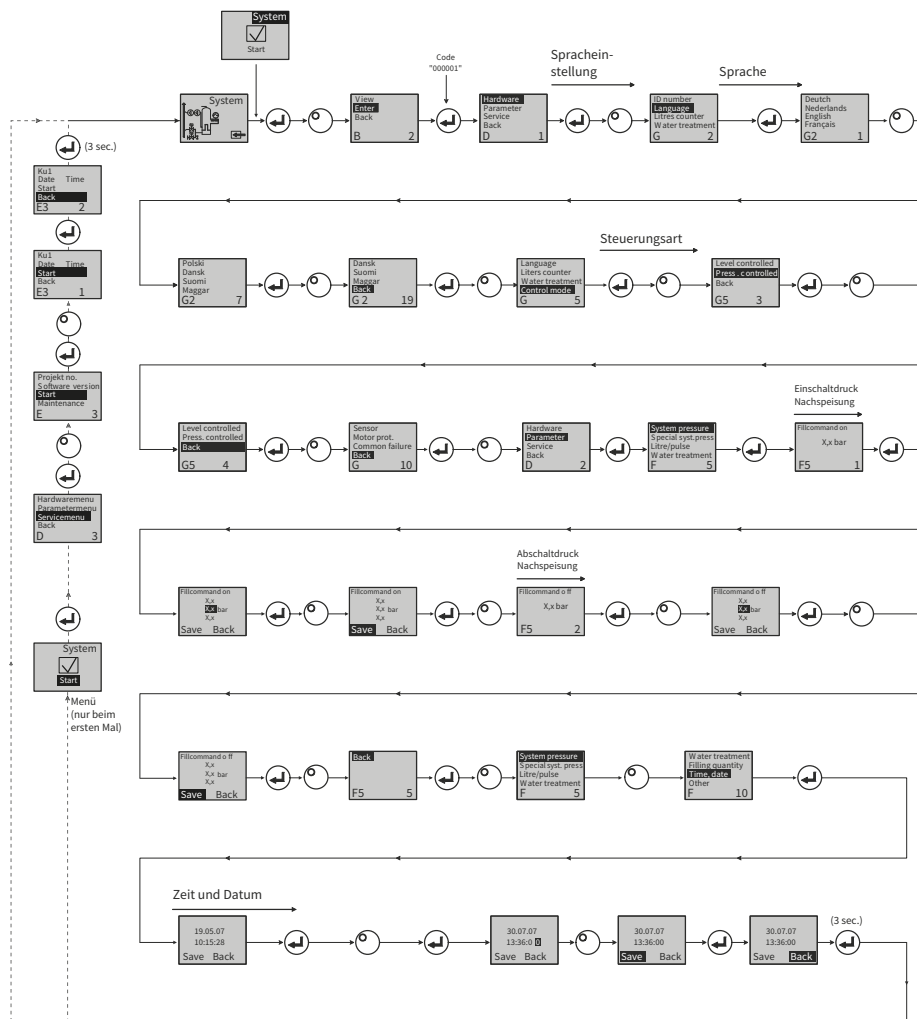 System
Start
Code
"000001"
Spracheinstellung
Sprache
System
View
Enter
Back
B 2
Hardware
Parameter
Service
Back
D 1
ID number
Language
Litres counter
Water treatment
G 2
Deutch
Nederlands
English
Français
G2 1
(3 sec.)
Ku1
Date Time
Start
Back
E3 2
Ku1
Date Time
Start
Back
E3 1
Projekt no.
Software version
Start
Maintenance
E 3
Hardwaremenu
Parametermenu
Servicemenu
Back
D 3
System
Start
Menü
(nur beim
ersten Mal)
Steuerungsart
Polski
Dansk
Suomi
Maggar
G2 7
Dansk
Suomi
Maggar
Back
G 2 19
Language
Liters counter
Water treatment
Control mode
G 5
Level controlled
Press . controlled
Back
G5 3
Einschaltdruck
Nachspeisung
Level controlled
Press. controlled
Back
G5 4
Sensor
Motor prot.
Common failure
Back
G 10
Hardware
Parameter
Service
Back
D 2
System pressure
Special syst.press
Litre/pulse
Water treatment
F 5
Fillcommand on
X,x bar
F5 1
Abschaltdruck
Nachspeisung
Fillcommand on
X,x
X,x bar
X,x
Save Back
Fillcommand on
X,x
X,x bar
X,x
Save Back
Fillcommand o ff
X,x bar
F5 2
Fillcommand o ff
X,x
X,x bar
X,x
Save Back
Fillcommand o ff
X,x
X,x bar
X,x
Save Back
Back
F5 5
System pressure
Special syst. press
Litre/pulse
Water treatment
F 5
Water treatment
Filling quantity
Time, date
Other
F 10
Zeit und Datum
19.05.07
10:15:28
Save Back
30.07.07
13:36:0 0
Save Back
30.07.07
13:36:00
Save Back
30.07.07
13:36:00
Save Back
(3 sec.)